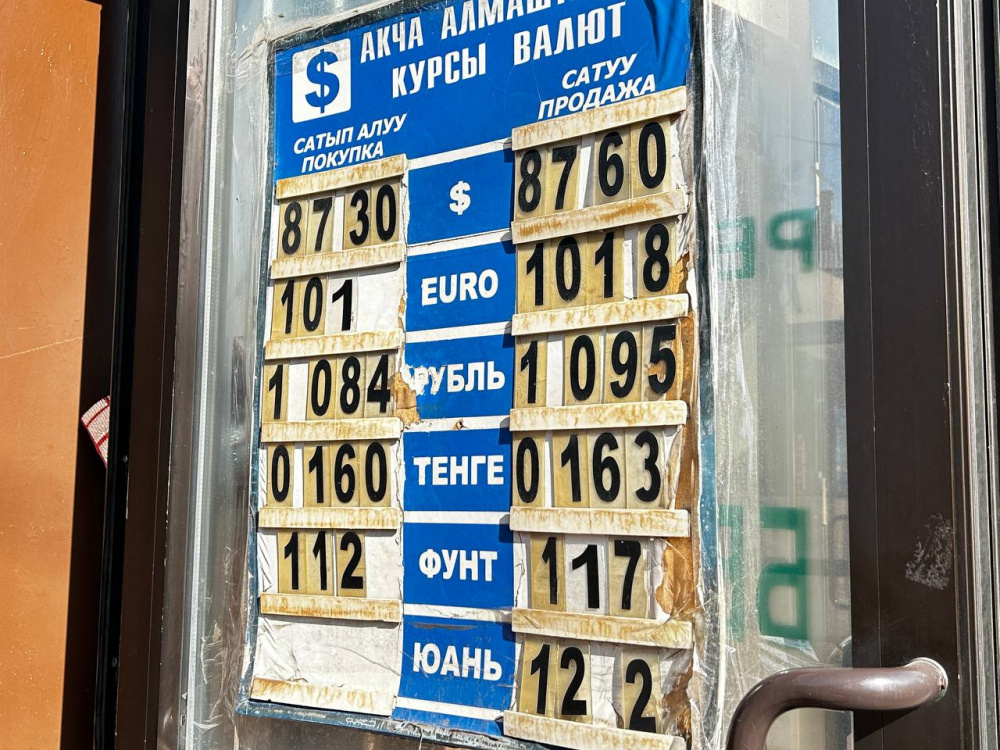 АКЧА АЛМАШ
$ КУРСЫ ВАЛЮТ
САТЫП АЛУУ САТУУ
ПОКУПКА ПРОДАЖА
87 30 $ 87 60
101 EURO 101 8
1 084 РУБЛЬ 1 095
0 160 ТЕНГЕ 0 163
112 ФУНТ 117
ЮАНЬ 12 2